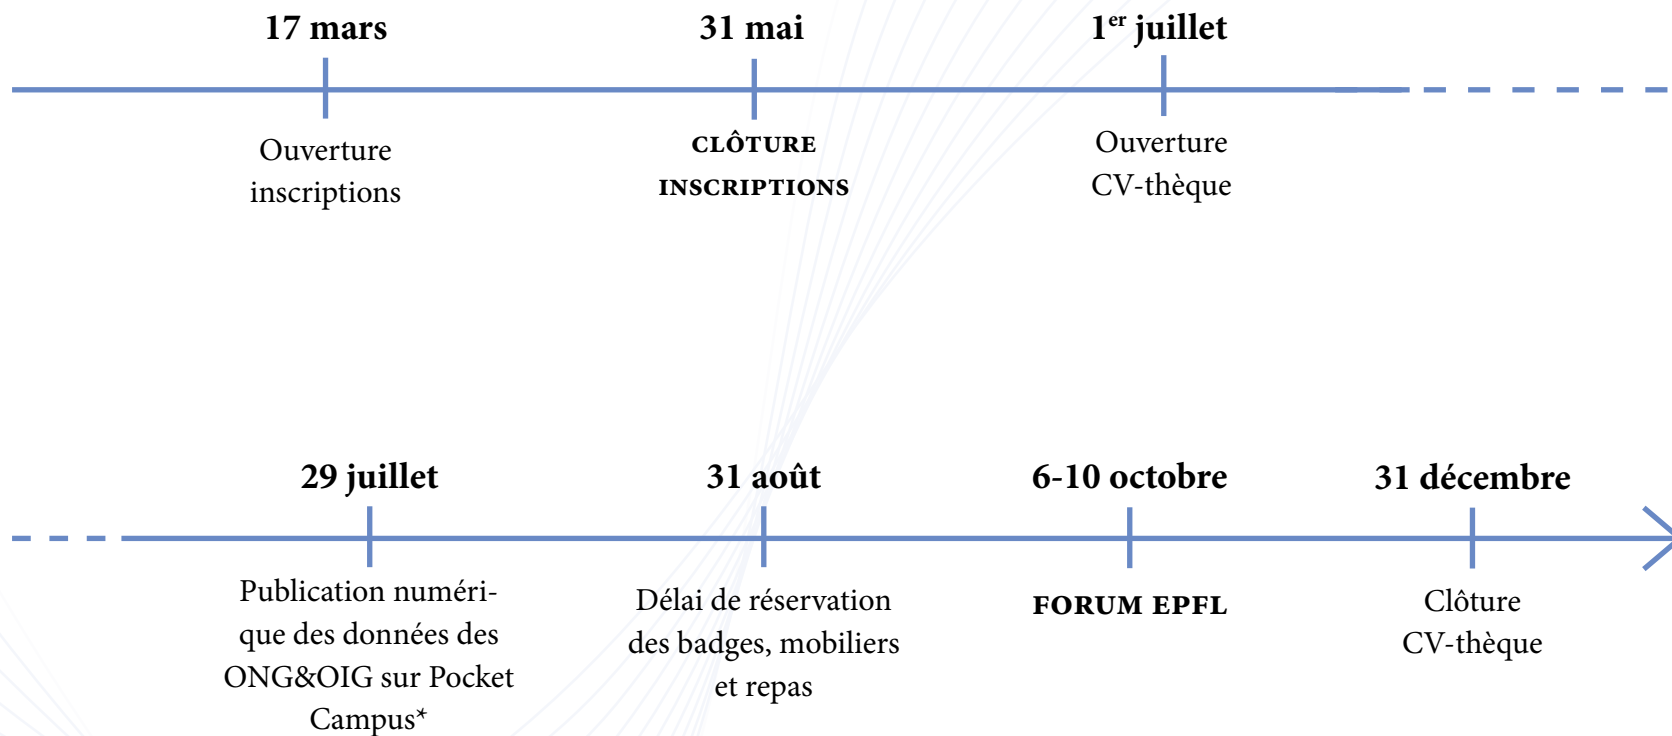 17 mars
31 mai
1er juillet
Ouverture
inscriptions
CLÔTURE
INSCRIPTIONS
Ouverture
CV-thèque
29 juillet
31 août
6-10 octobre
31 décembre
Publication numéri-
que des données des
ONG&OIG sur Pocket
Campus*
Délai de réservation
des badges, mobiliers
et repas
FORUM EPFL
Clôture
CV-thèque